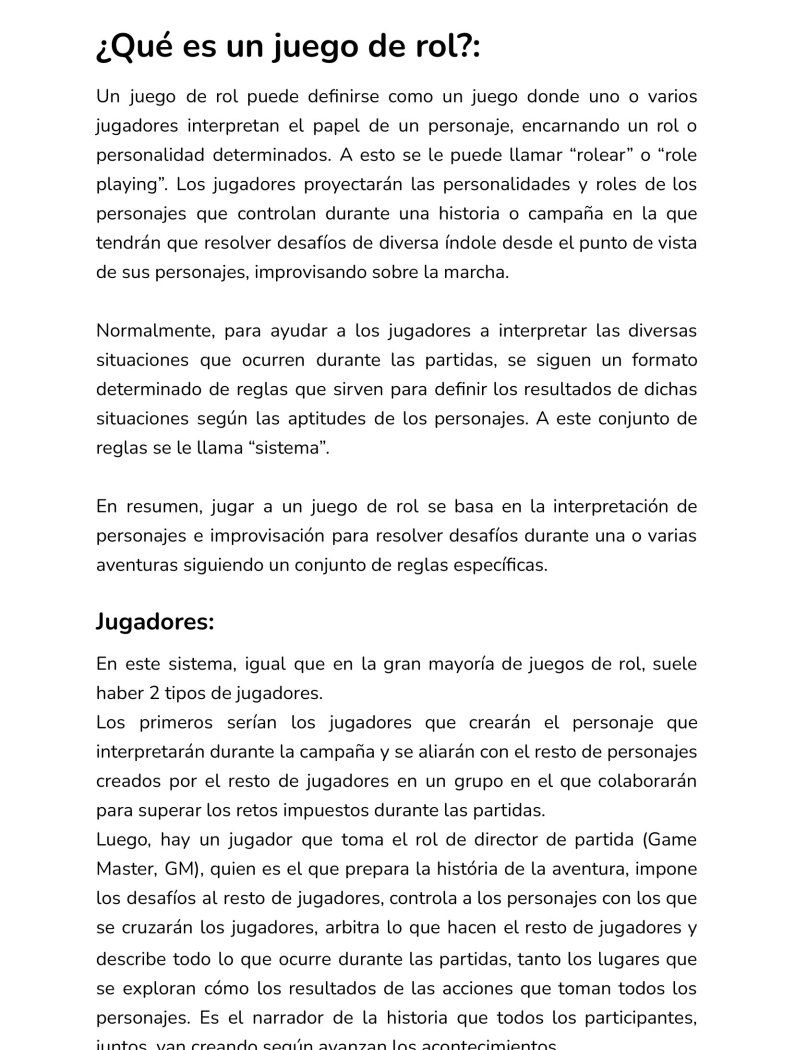 ¿Qué es un juego de rol?:
Un juego de rol puede definirse como un juego donde uno o varios
jugadores interpretan el papel de un personaje, encarnando un rol o
personalidad determinados. A esto se le puede llamar “rolear” o “role
playing”. Los jugadores proyectarán las personalidades y roles de los
personajes que controlan durante una historia o campaña en la que
tendrán que resolver desafíos de diversa índole desde el punto de vista
de sus personajes, improvisando sobre la marcha.
Normalmente, para ayudar a los jugadores a interpretar las diversas
situaciones que ocurren durante las partidas, se siguen un formato
determinado de reglas que sirven para definir los resultados de dichas
situaciones según las aptitudes de los personajes. A este conjunto de
reglas se le llama “sistema”.
En resumen, jugar a un juego de rol se basa en la interpretación de
personajes e improvisación para resolver desafíos durante una o varias
aventuras siguiendo un conjunto de reglas específicas.
Jugadores:
En este sistema, igual que en la gran mayoría de juegos de rol, suele
haber 2 tipos de jugadores.
Los primeros serían los jugadores que crearán el personaje que
interpretarán durante la campaña y se aliarán con el resto de personajes
creados por el resto de jugadores en un grupo en el que colaborarán
para superar los retos impuestos durante las partidas.
Luego, hay un jugador que toma el rol de director de partida (Game
Master, GM), quien es el que prepara la história de la aventura, impone
los desafíos al resto de jugadores, controla a los personajes con los que
se cruzarán los jugadores, arbitra lo que hacen el resto de jugadores y
describe todo lo que ocurre durante las partidas, tanto los lugares que
se exploran cómo los resultados de las acciones que toman todos los
personajes. Es el narrador de la historia que todos los participantes,
juntos, van creando según avanzan los acontecimientos.